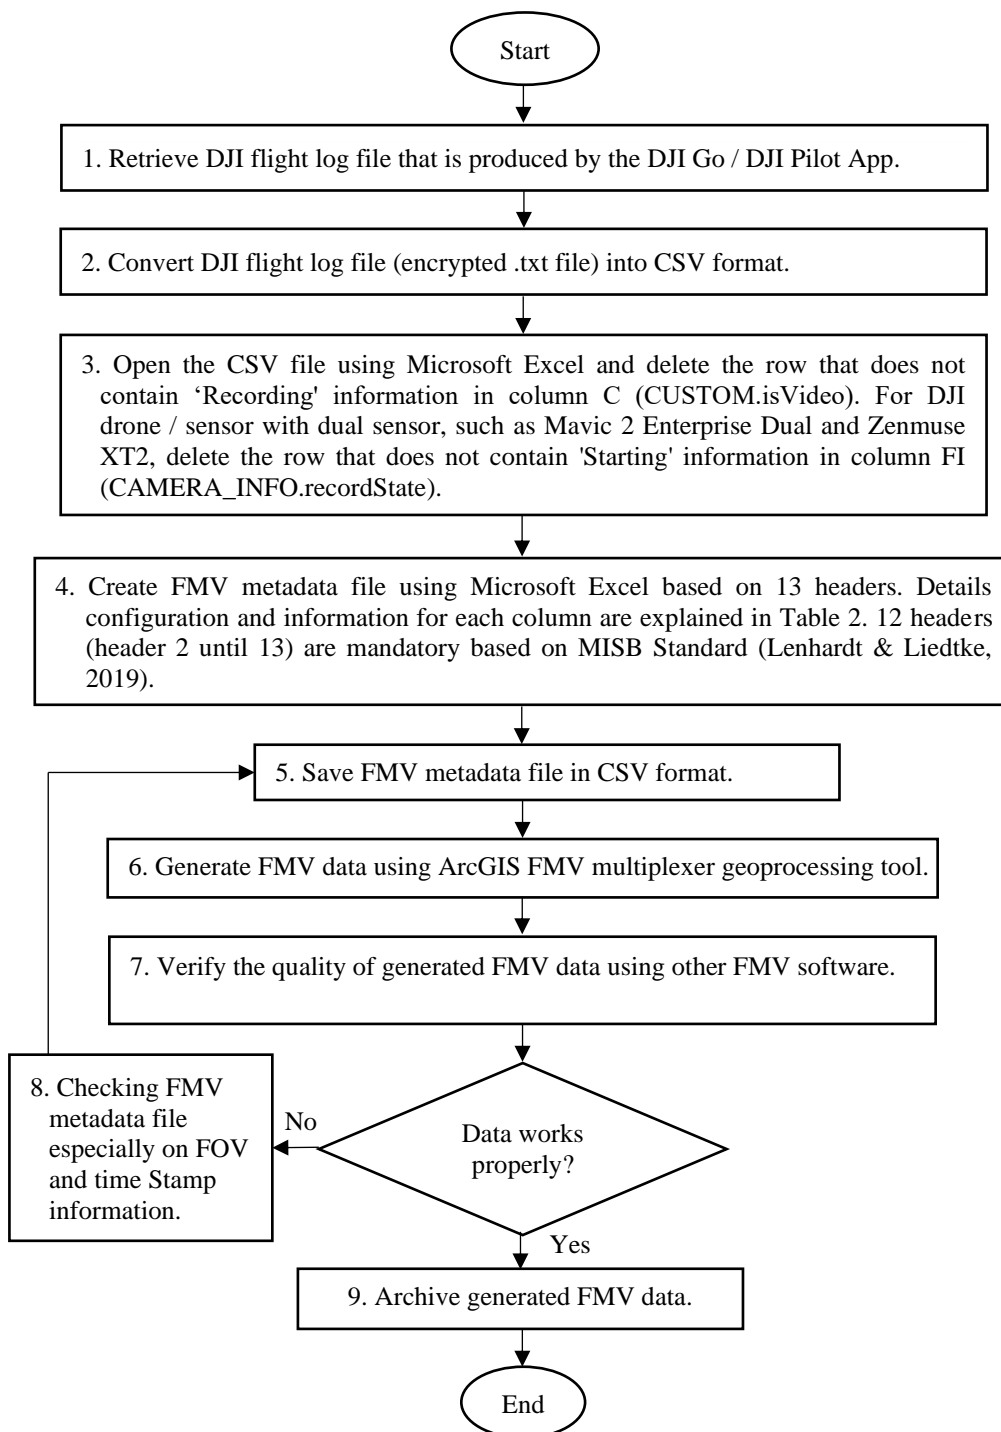 Start
1. Retrieve DJI flight log file that is produced by the DJI Go / DJI Pilot App.
2. Convert DJI flight log file (encrypted .txt file) into CSV format.
3. Open the CSV file using Microsoft Excel and delete the row that does not
contain ‘Recording' information in column C (CUSTOM.isVideo). For DJI
drone / sensor with dual sensor, such as Mavic 2 Enterprise Dual and Zenmuse
XT2, delete the row that does not contain 'Starting' information in column FI
(CAMERA_INFO.recordState).
4. Create FMV metadata file using Microsoft Excel based on 13 headers. Details
configuration and information for each column are explained in Table 2. 12 headers
(header 2 until 13) are mandatory based on MISB Standard (Lenhardt & Liedtke,
2019).
5. Save FMV metadata file in CSV format.
6. Generate FMV data using ArcGIS FMV multiplexer geoprocessing tool.
7. Verify the quality of generated FMV data using other FMV software.
8. Checking FMV
metadata file
especially on FOV
and time Stamp
information.
No
Data works
properly?
Yes
9. Archive generated FMV data.
End